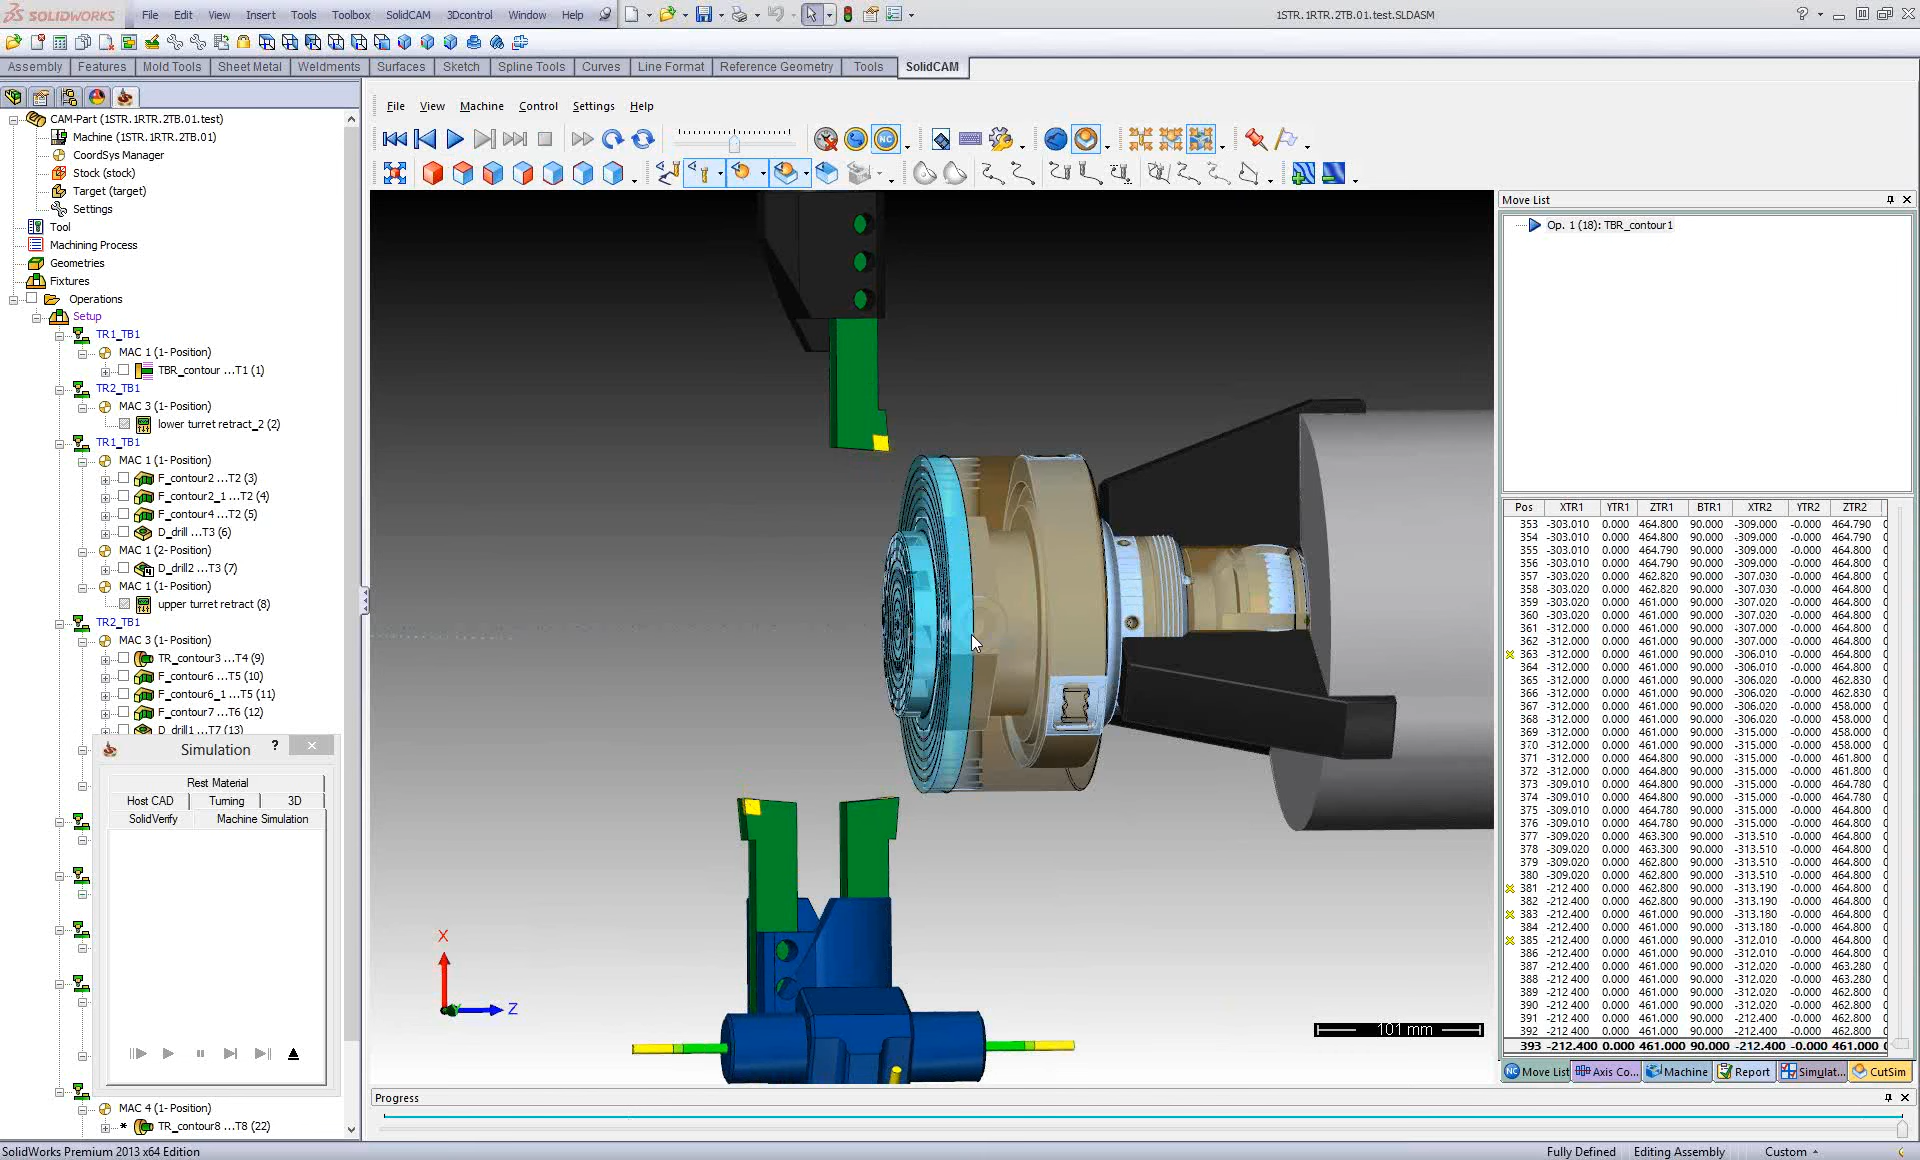 SOLIDWORKS File Edit View Insert Tools Toolbox SolidCAM 3Dcontrol Window Help 1STR.1RTR.2TB.01.test.SLDASM
Assembly Features Mold Tools Sheet Metal Weldments Surfaces Sketch Spline Tools Curves Line Format Reference Geometry Tools SolidCAM
CAM-Part (1STR.1RTR.2TB.01.test)
Machine (1STR.1RTR.2TB.01)
CoordSys Manager
Stock (stock)
Target (target)
Settings
Tool
Machining Process
Geometries
Fixtures
Operations
Setup
TR1_TB1
MAC 1 (1- Position)
TBR_contour ...T1 (1)
TR2_TB1
MAC 3 (1- Position)
lower turret retract_2 (2)
TR1_TB1
MAC 1 (1- Position)
F_contour2 ...T2 (3)
F_contour2_1 ...T2 (4)
F_contour4 ...T2 (5)
D_drill ...T3 (6)
MAC 1 (2- Position)
D_drill2 ...T3 (7)
MAC 1 (1- Position)
upper turret retract (8)
TR2_TB1
MAC 3 (1- Position)
TR_contour3 ...T4 (9)
F_contour6 ...T5 (10)
F_contour6_1 ...T5 (11)
F_contour7 ...T6 (12)
D_drill1 ...T7 (13)
Simulation ?
Rest Material
Host CAD Turning 3D
SolidVerify Machine Simulation
MAC 4 (1- Position)
TR_contour8 ...T8 (22)
File View Machine Control Settings Help
NC
X
Z
101 mm
Move List
Op. 1 (18): TBR_contour1
Pos XTR1 YTR1 ZTR1 BTR1 XTR2 YTR2 ZTR2
353 -303.010 0.000 464.800 90.000 -309.000 -0.000 464.790
354 -303.010 0.000 464.800 90.000 -309.000 -0.000 464.790
355 -303.010 0.000 464.790 90.000 -309.000 -0.000 464.800
356 -303.010 0.000 464.790 90.000 -309.000 -0.000 464.800
357 -303.020 0.000 462.820 90.000 -307.030 -0.000 464.800
358 -303.020 0.000 462.820 90.000 -307.030 -0.000 464.800
359 -303.020 0.000 461.000 90.000 -307.020 -0.000 464.800
360 -303.020 0.000 461.000 90.000 -307.020 -0.000 464.800
361 -312.000 0.000 461.000 90.000 -307.000 -0.000 464.800
362 -312.000 0.000 461.000 90.000 -307.000 -0.000 464.800
363 -312.000 0.000 461.000 90.000 -306.010 -0.000 464.800
364 -312.000 0.000 461.000 90.000 -306.010 -0.000 464.800
365 -312.000 0.000 461.000 90.000 -306.020 -0.000 462.830
366 -312.000 0.000 461.000 90.000 -306.020 -0.000 462.830
367 -312.000 0.000 461.000 90.000 -306.020 -0.000 458.000
368 -312.000 0.000 461.000 90.000 -306.020 -0.000 458.000
369 -312.000 0.000 461.000 90.000 -315.000 -0.000 458.000
370 -312.000 0.000 461.000 90.000 -315.000 -0.000 458.000
371 -312.000 0.000 464.800 90.000 -315.000 -0.000 461.800
372 -312.000 0.000 464.800 90.000 -315.000 -0.000 461.800
373 -309.010 0.000 464.800 90.000 -315.000 -0.000 464.780
374 -309.010 0.000 464.800 90.000 -315.000 -0.000 464.780
375 -309.010 0.000 464.780 90.000 -315.000 -0.000 464.800
376 -309.010 0.000 464.780 90.000 -315.000 -0.000 464.800
377 -309.020 0.000 463.300 90.000 -313.510 -0.000 464.800
378 -309.020 0.000 463.300 90.000 -313.510 -0.000 464.800
379 -309.020 0.000 462.800 90.000 -313.510 -0.000 464.800
380 -309.020 0.000 462.800 90.000 -313.510 -0.000 464.800
381 -212.400 0.000 462.800 90.000 -313.190 -0.000 464.800
382 -212.400 0.000 462.800 90.000 -313.190 -0.000 464.800
383 -212.400 0.000 461.000 90.000 -313.180 -0.000 464.800
384 -212.400 0.000 461.000 90.000 -313.180 -0.000 464.800
385 -212.400 0.000 461.000 90.000 -312.010 -0.000 464.800
386 -212.400 0.000 461.000 90.000 -312.010 -0.000 464.800
387 -212.400 0.000 461.000 90.000 -312.020 -0.000 463.280
388 -212.400 0.000 461.000 90.000 -312.020 -0.000 463.280
389 -212.400 0.000 461.000 90.000 -312.020 -0.000 462.800
390 -212.400 0.000 461.000 90.000 -312.020 -0.000 462.800
391 -212.400 0.000 461.000 90.000 -212.400 -0.000 462.800
392 -212.400 0.000 461.000 90.000 -212.400 -0.000 462.800
393 -212.400 0.000 461.000 90.000 -212.400 -0.000 461.000
NC Move List Axis Co... Machine Report Simulat... CutSim
Progress
SolidWorks Premium 2013 x64 Edition Fully Defined Editing Assembly Custom